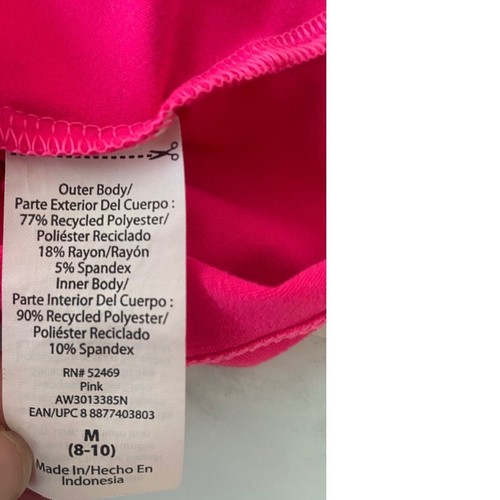 Outer Body/
Parte Exterior Del Cuerpo :
77% Recycled Polyester/
Poliéster Reciclado
18% Rayon/Rayón
5% Spandex
Inner Body/
Parte Interior Del Cuerpo :
90% Recycled Polyester/
Poliéster Reciclado
10% Spandex
RN# 52469
Pink
AW3013385N
EAN/UPC 8 8877403803
M
(8-10)
Made In/Hecho En
Indonesia